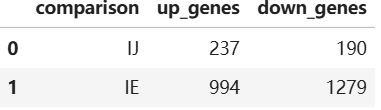 comparison up_genes down_genes
0 IJ 237 190
1 IE 994 1279